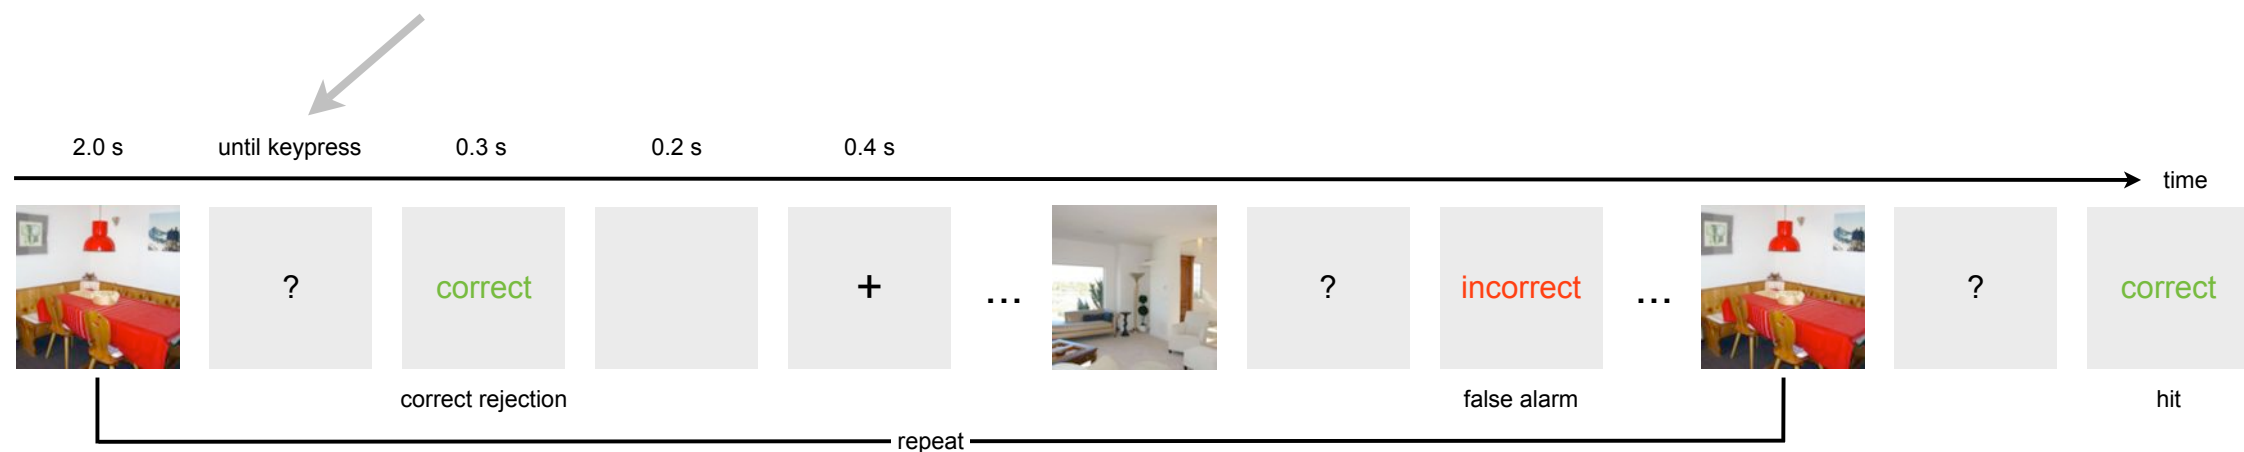 2.0 s until keypress 0.3 s 0.2 s 0.4 s
time
? correct + ... ? incorrect ... ? correct
correct rejection false alarm hit
repeat